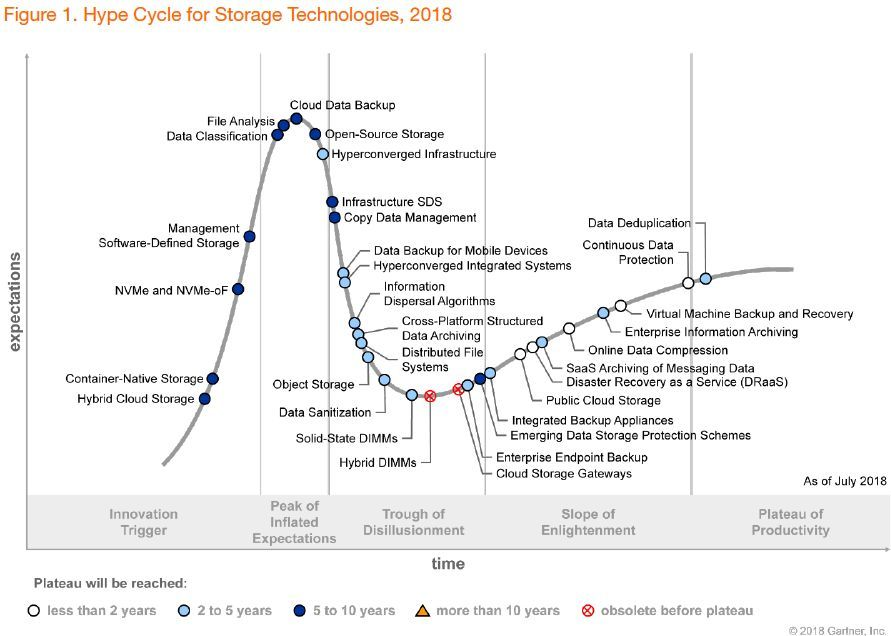 Figure 1. Hype Cycle for Storage Technologies, 2018
expectations
Cloud Data Backup
File Analysis
Data Classification
Open-Source Storage
Hyperconverged Infrastructure
Infrastructure SDS
Copy Data Management
Management
Software-Defined Storage
NVMe and NVMe-oF
Container-Native Storage
Hybrid Cloud Storage
Data Backup for Mobile Devices
Hyperconverged Integrated Systems
Information
Dispersal Algorithms
Cross-Platform Structured
Data Archiving
Distributed File
Systems
Object Storage
Data Sanitization
Solid-State DIMMs
Hybrid DIMMs
Data Deduplication
Continuous Data
Protection
Virtual Machine Backup and Recovery
Enterprise Information Archiving
Online Data Compression
SaaS Archiving of Messaging Data
Disaster Recovery as a Service (DRaaS)
Public Cloud Storage
Integrated Backup Appliances
Emerging Data Storage Protection Schemes
Enterprise Endpoint Backup
Cloud Storage Gateways
As of July 2018
Innovation
Trigger
Peak of
Inflated
Expectations
Trough of
Disillusionment
Slope of
Enlightenment
Plateau of
Productivity
time
Plateau will be reached:
less than 2 years
2 to 5 years
5 to 10 years
more than 10 years
obsolete before plateau
© 2018 Gartner, Inc.